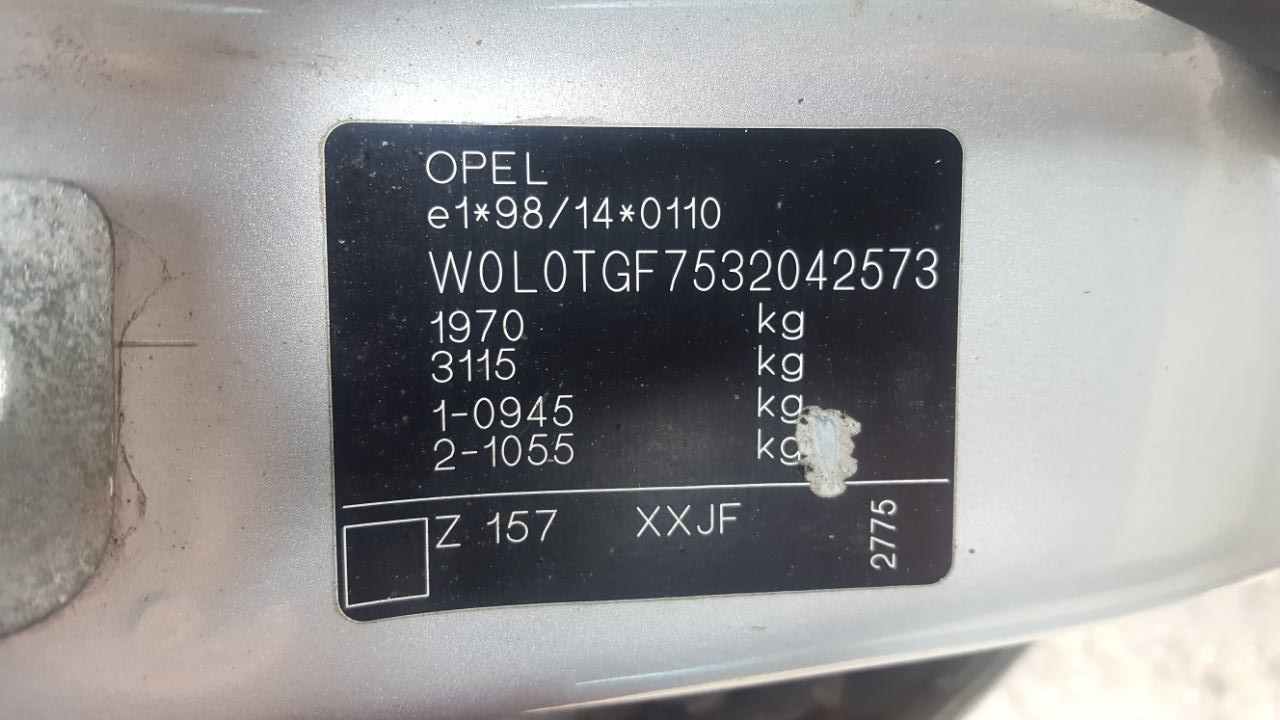 OPEL
e1*98/14*0110
W0L0TGF7532042573
1970 kg
3115 kg
1-0945 kg
2-1055 kg
Z 157 XXJF
2775